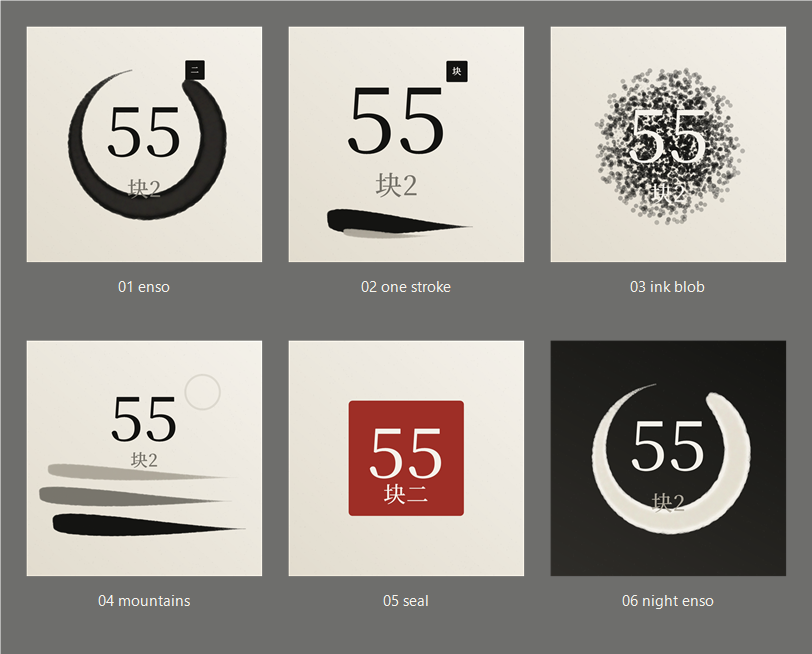 二
55
块2
01 enso
块
55
块2
02 one stroke
55
块2
03 ink blob
55
块2
04 mountains
55
块二
05 seal
55
块2
06 night enso